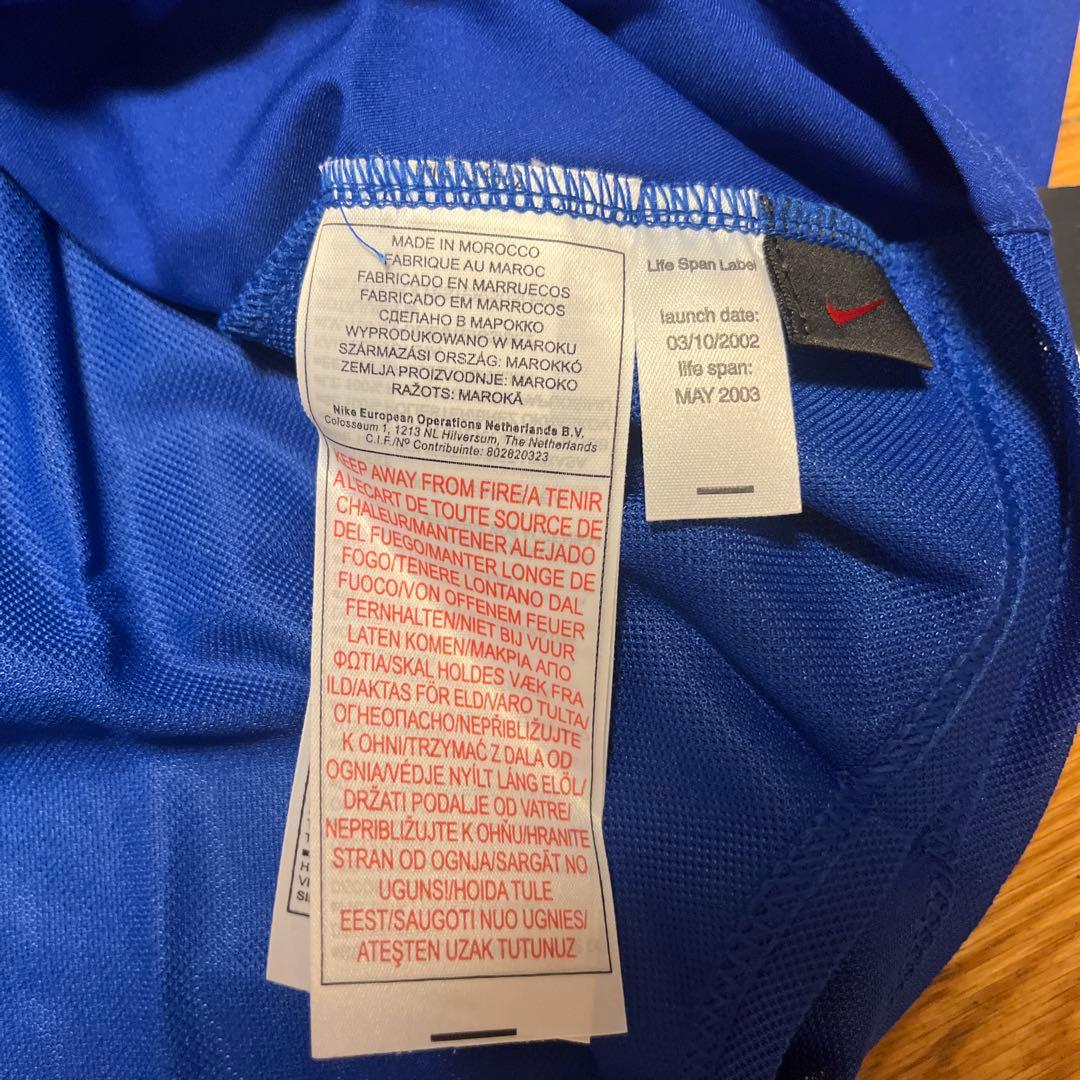 MADE IN MOROCCO
FABRIQUE AU MAROC
FABRICADO EN MARRUECOS
FABRICADO EM MARROCOS
СДЕЛАНО В МАРОККО
WYPRODUKOWANO W MAROKU
SZÁRMAZÁSI ORSZÁG: MAROKKÓ
ZEMLJA PROIZVODNJE: MAROKO
RAŽOTS: MAROKĀ
Nike European Operations Netherlands B.V.
Colosseum 1, 1213 NL Hilversum, The Netherlands
C.I.F./Nº Contribuinte: 802820323
KEEP AWAY FROM FIRE/A TENIR
A LECART DE TOUTE SOURCE DE
CHALEUR/MANTENER ALEJADO
DEL FUEGO/MANTER LONGE DE
FOGO/TENERE LONTANO DAL
FUOCO/VON OFFENEM FEUER
FERNHALTEN/NIET BIJ VUUR
LATEN KOMEN/ΜΑΚΡΙΑ ΑΠΟ
ΦΩΤΙΑ/SKAL HOLDES VÆK FRA
ILD/AKTAS FÖR ELD/VARO TULTA/
ОГНЕОПАСНО/NEPŘIBLIŽUJTE
K OHNI/TRZYMAĆ Z DALA OD
OGNIA/VÉDJE NYÍLT LÁNG ELŐL/
DRŽATI PODALJE OD VATRE/
NEPRIBLIŽUJTE K OHŇU/HRANITE
STRAN OD OGNJA/SARGĀT NO
UGUNS!/HOIDA TULE
EEST/SAUGOTI NUO UGNIES/
ATEŞTEN UZAK TUTUNUZ
Life Span Label
launch date:
03/10/2002
life span:
MAY 2003